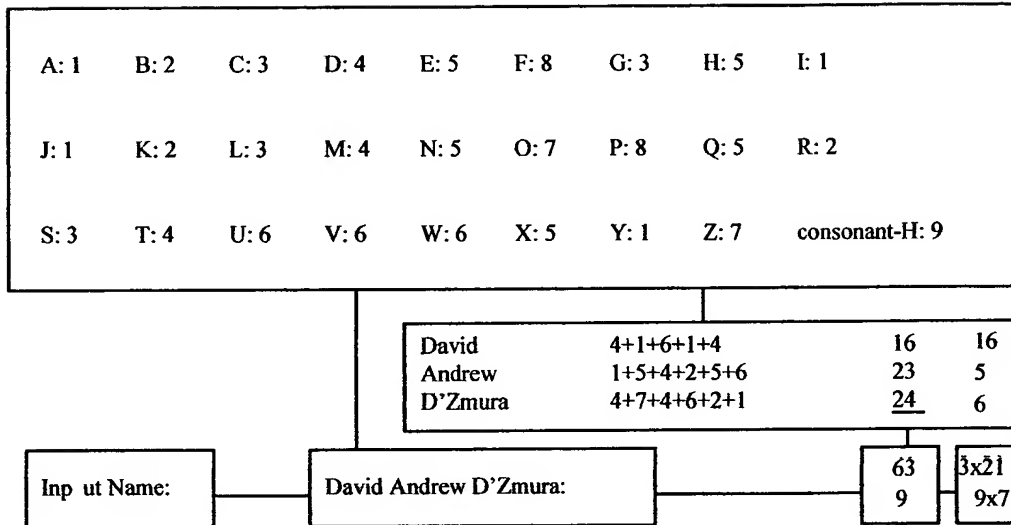 A: 1 B: 2 C: 3 D: 4 E: 5 F: 8 G: 3 H: 5 I: 1
J: 1 K: 2 L: 3 M: 4 N: 5 O: 7 P: 8 Q: 5 R: 2
S: 3 T: 4 U: 6 V: 6 W: 6 X: 5 Y: 1 Z: 7 consonant-H: 9
David 4+1+6+1+4 16 16
Andrew 1+5+4+2+5+6 23 5
D'Zmura 4+7+4+6+2+1 24 6
Inp ut Name: David Andrew D'Zmura: 63 3x21
9 9x7